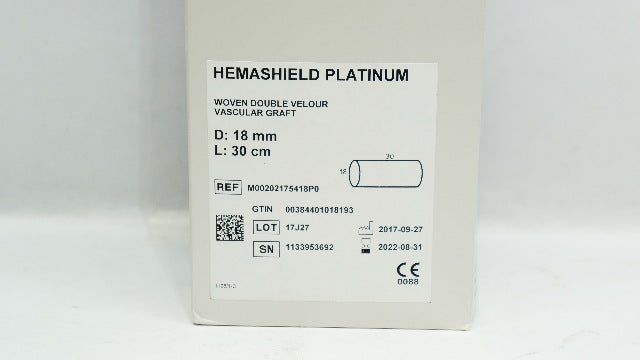 HEMASHIELD PLATINUM
WOVEN DOUBLE VELOUR
VASCULAR GRAFT
D: 18 mm
L: 30 cm
30
18
REF M00202175418P0
GTIN 00384401018193
LOT 17J27 2017-09-27
SN 1133953692 2022-08-31
CE
0088